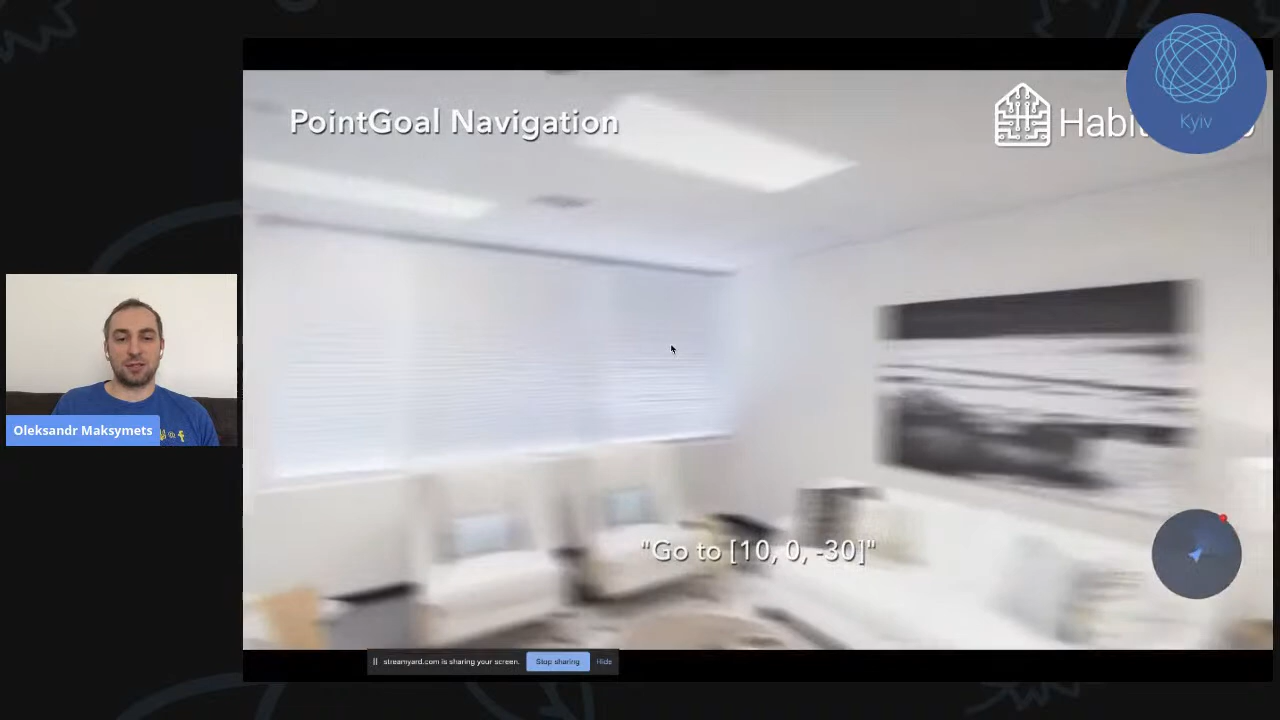 PointGoal Navigation
Kyiv
Oleksandr Maksymets
"Go to [10, 0, -30]"
streamyard.com is sharing your screen.
Stop sharing
Hide